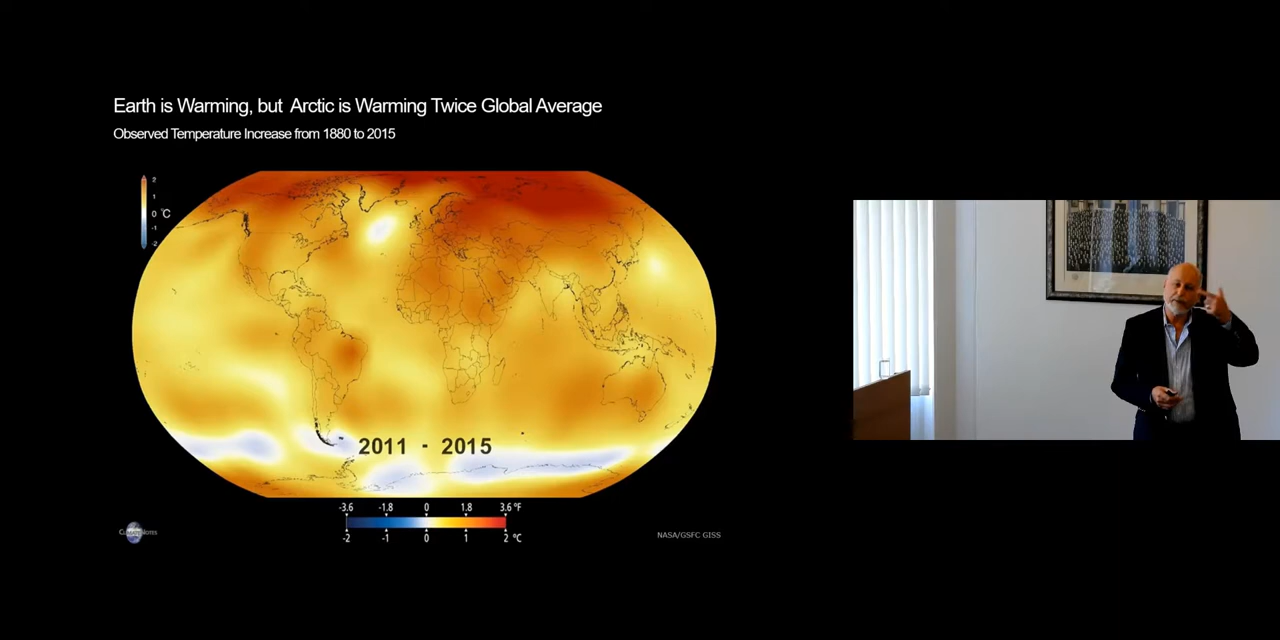 Earth is Warming, but Arctic is Warming Twice Global Average
Observed Temperature Increase from 1880 to 2015
2
1
0 °C
-1
-2
2011 - 2015
-3.6 -1.8 0 1.8 3.6 °F
-2 -1 0 1 2 °C
CLIMATE NOTES
NASA/GSFC GISS